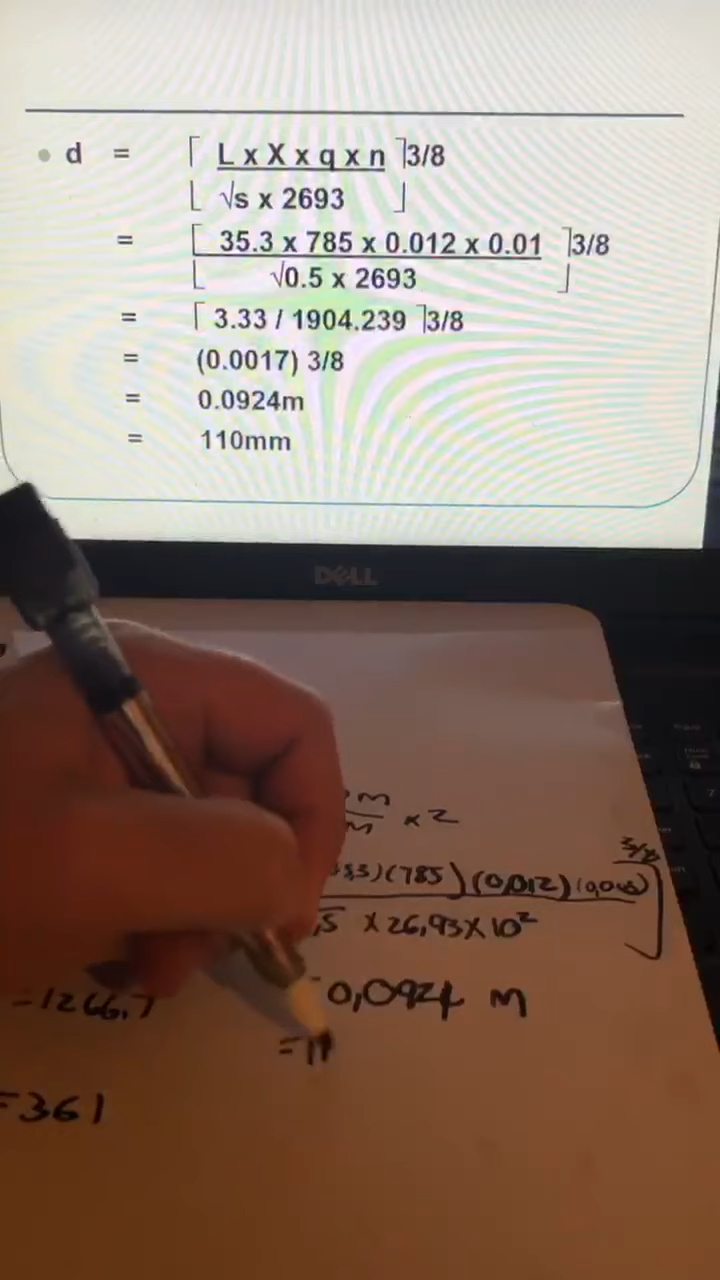 d = [ L x X x q x n ]3/8
[ √s x 2693 ]
= [ 35.3 x 785 x 0.012 x 0.01 ]3/8
[ √0.5 x 2693 ]
= [ 3.33 / 1904.239 ]3/8
= (0.0017) 3/8
= 0.0924m
= 110mm
DELL
M × 2
M
3/8
)(785)(0,012)(
,5 × 26,93×10²
=0,0924 m
=1266,7
=11
=361